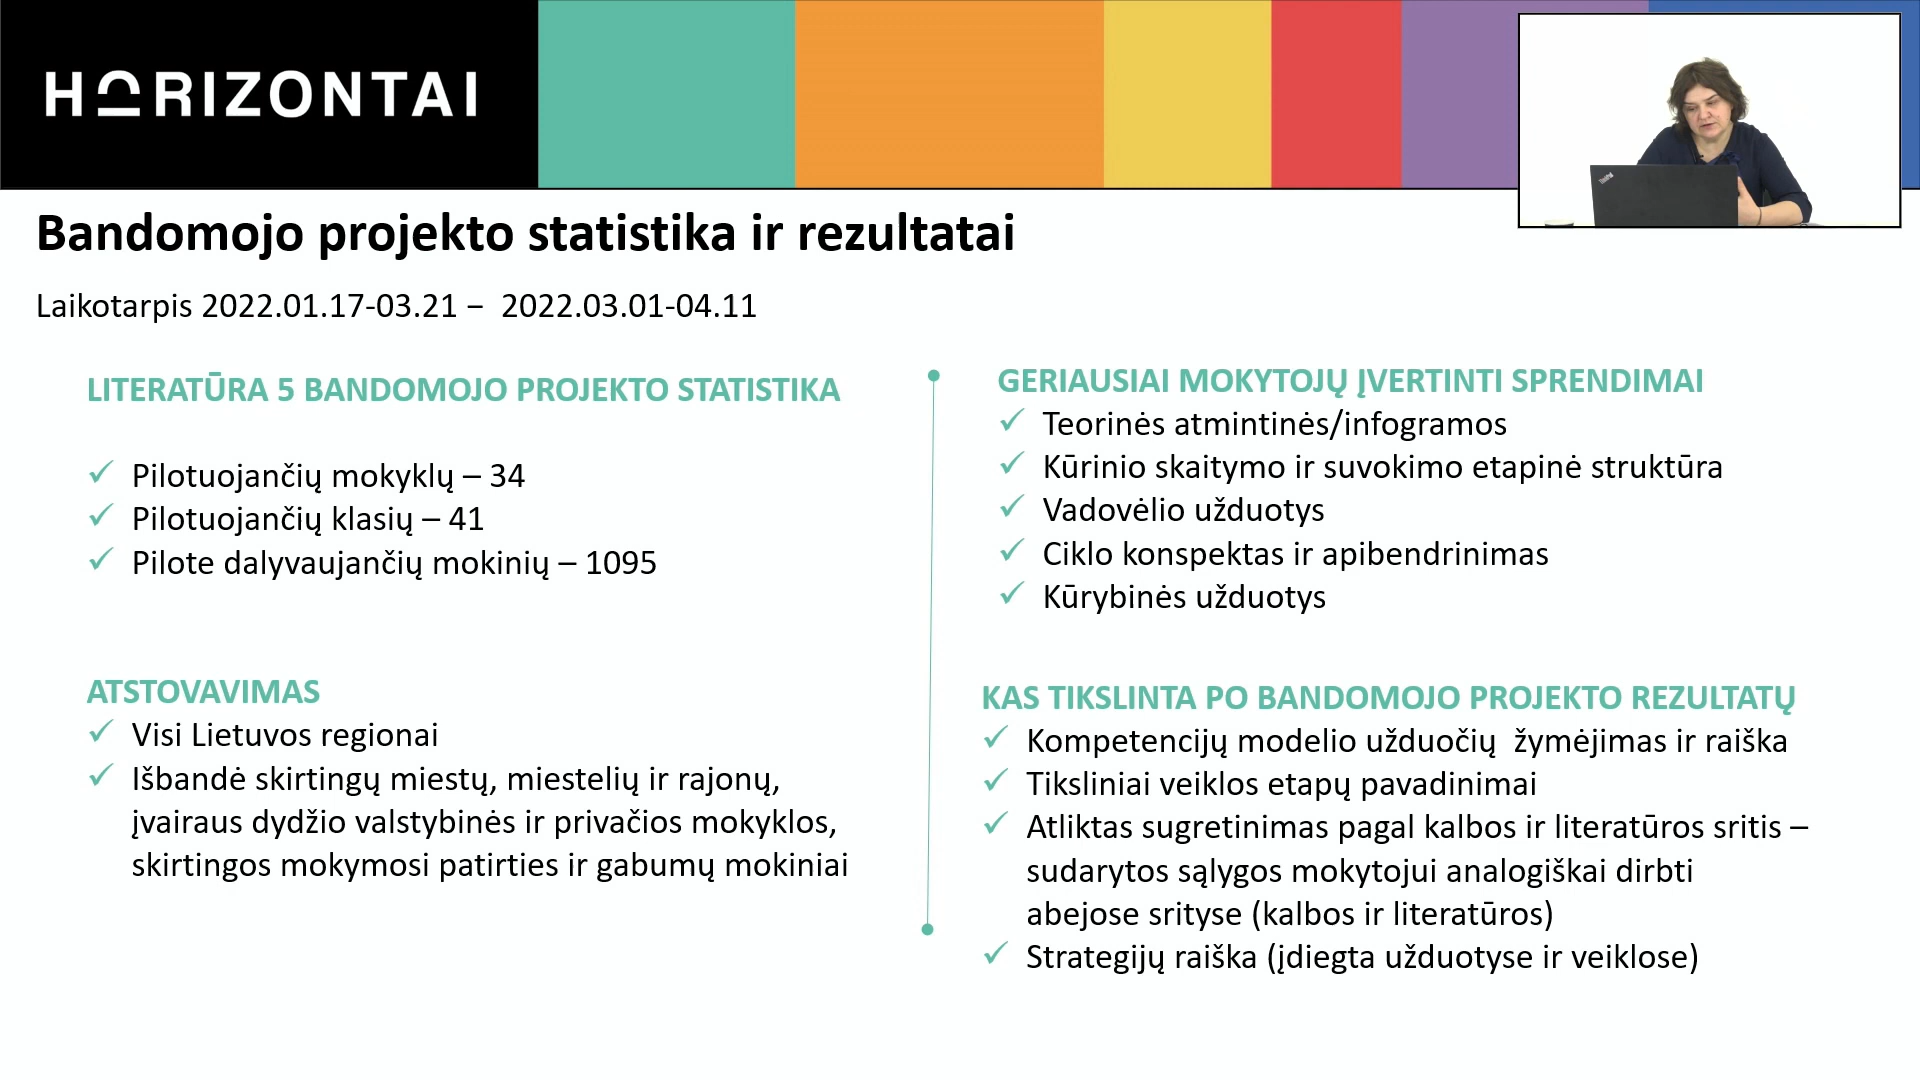 HORIZONTAI
ThinkPad
Bandomojo projekto statistika ir rezultatai
Laikotarpis 2022.01.17-03.21 – 2022.03.01-04.11
LITERATŪRA 5 BANDOMOJO PROJEKTO STATISTIKA
✓ Pilotuojančių mokyklų – 34
✓ Pilotuojančių klasių – 41
✓ Pilote dalyvaujančių mokinių – 1095
ATSTOVAVIMAS
✓ Visi Lietuvos regionai
✓ Išbandė skirtingų miestų, miestelių ir rajonų,
įvairaus dydžio valstybinės ir privačios mokyklos,
skirtingos mokymosi patirties ir gabumų mokiniai
GERIAUSIAI MOKYTOJŲ ĮVERTINTI SPRENDIMAI
✓ Teorinės atmintinės/infogramos
✓ Kūrinio skaitymo ir suvokimo etapinė struktūra
✓ Vadovėlio užduotys
✓ Ciklo konspektas ir apibendrinimas
✓ Kūrybinės užduotys
KAS TIKSLINTA PO BANDOMOJO PROJEKTO REZULTATŲ
✓ Kompetencijų modelio užduočių žymėjimas ir raiška
✓ Tiksliniai veiklos etapų pavadinimai
✓ Atliktas sugretinimas pagal kalbos ir literatūros sritis –
sudarytos sąlygos mokytojui analogiškai dirbti
abejose srityse (kalbos ir literatūros)
✓ Strategijų raiška (įdiegta užduotyse ir veiklose)